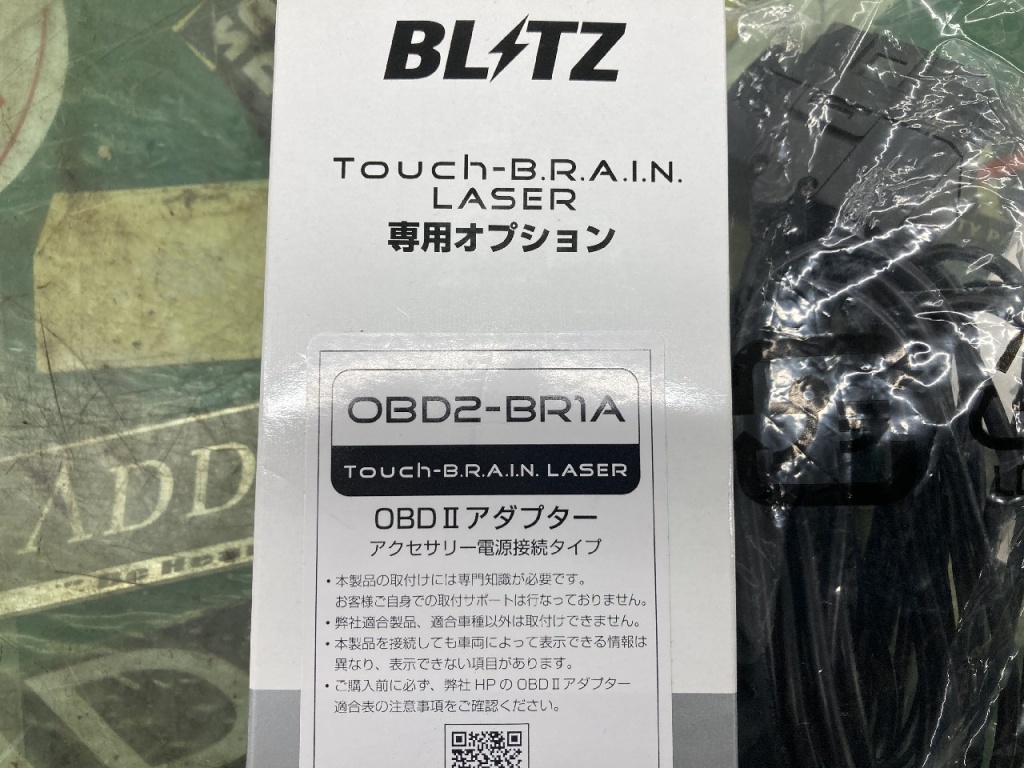 BLITZ
Touch-B.R.A.I.N.
LASER
専用オプション
OBD2-BR1A
Touch-B.R.A.I.N. LASER
OBDⅡアダプター
アクセサリー電源接続タイプ
・本製品の取付けには専門知識が必要です。
お客様ご自身での取付サポートは行なっておりません。
・弊社適合製品、適合車種以外は取付けできません。
・本製品を接続しても車両によって表示できる情報は
異なり、表示できない項目があります。
・ご購入前に必ず、弊社HPのOBDⅡアダプター
適合表の注意事項をご確認ください。
ADD
PE